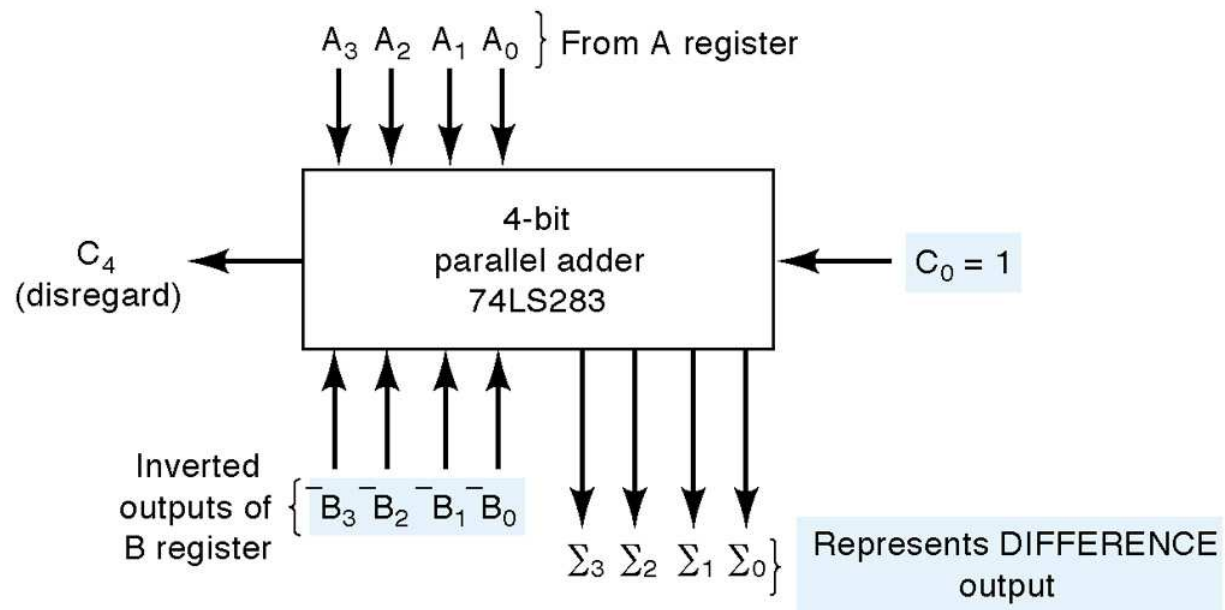 A₃ A₂ A₁ A₀ } From A register
4-bit
parallel adder
74LS283
C₄
(disregard)
C₀ = 1
Inverted
outputs of
B register
{ B̅₃ B̅₂ B̅₁ B̅₀
Σ₃ Σ₂ Σ₁ Σ₀ }
Represents DIFFERENCE
output